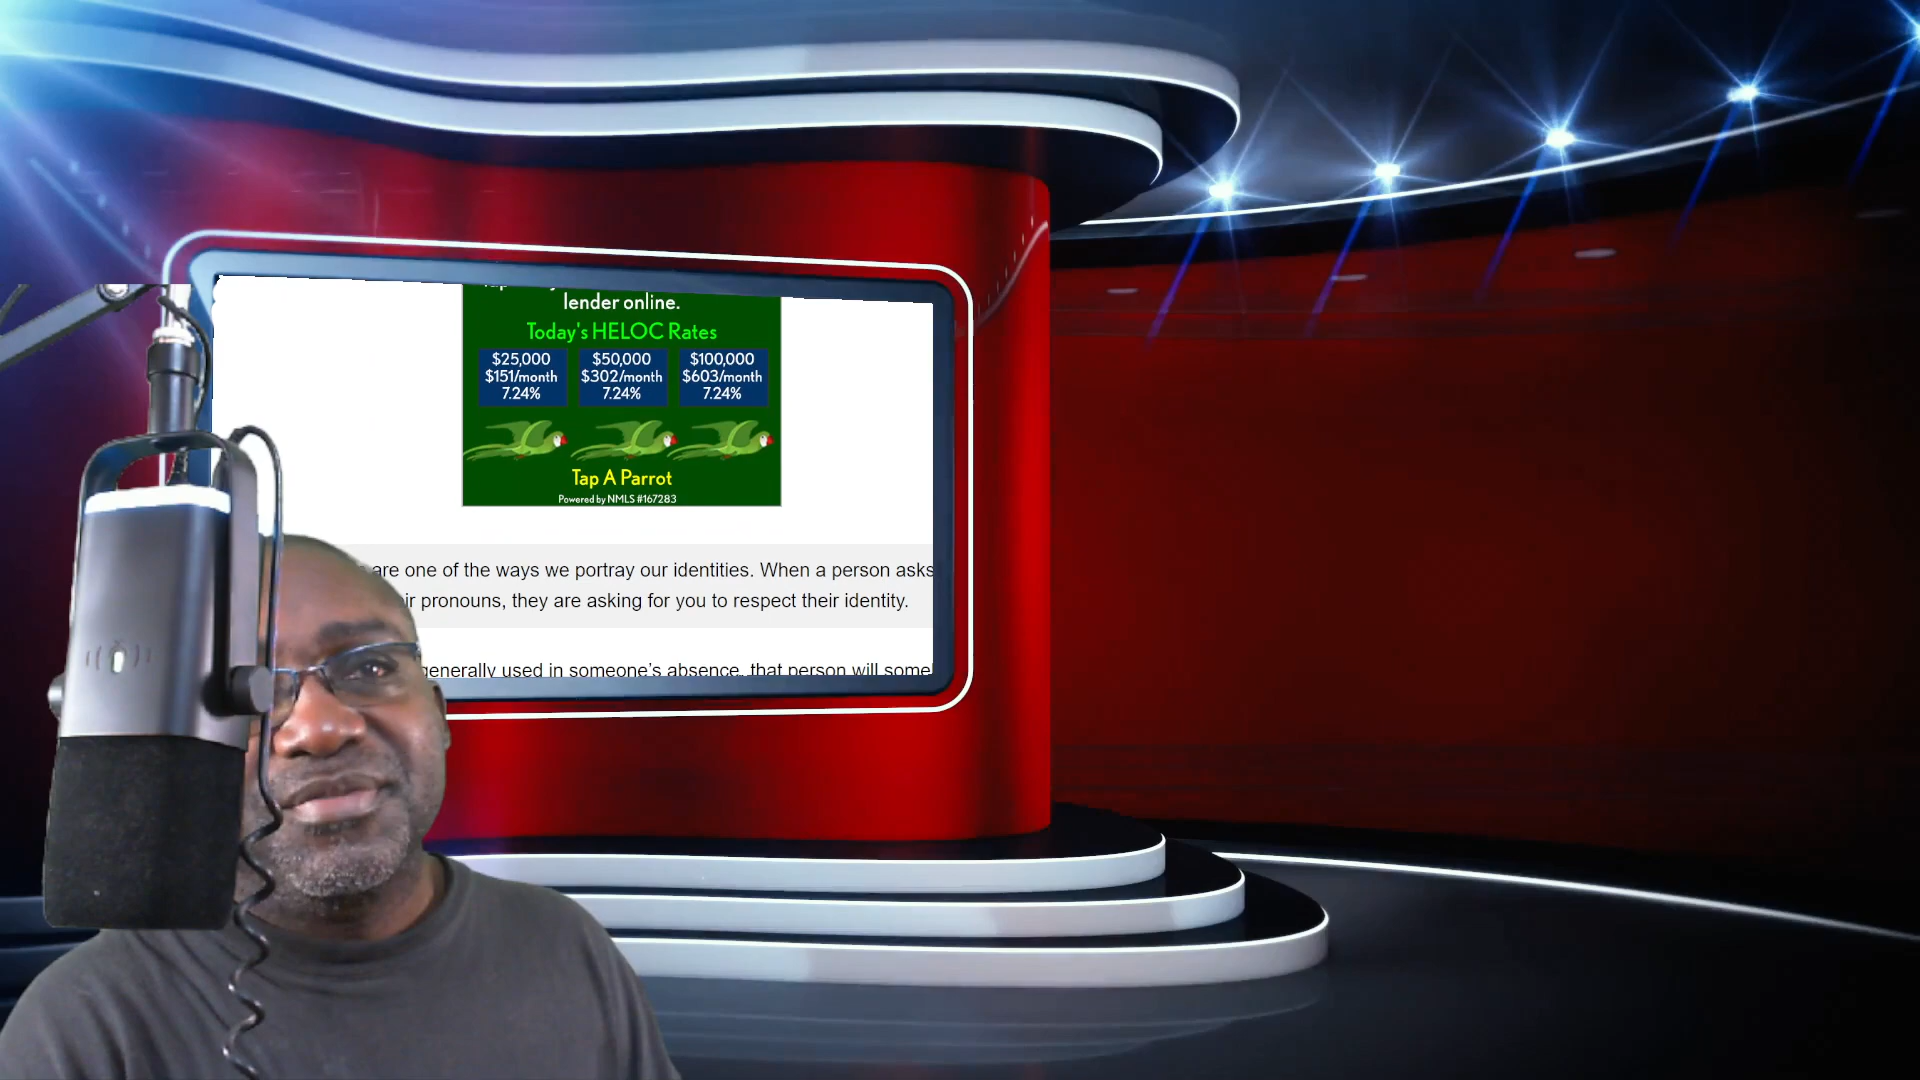 lender online.
Today's HELOC Rates
$25,000 $50,000 $100,000
$151/month $302/month $603/month
7.24% 7.24% 7.24%
Tap A Parrot
Powered by NMLS #167283
are one of the ways we portray our identities. When a person asks
pronouns, they are asking for you to respect their identity.
generally used in someone's absence, that person will